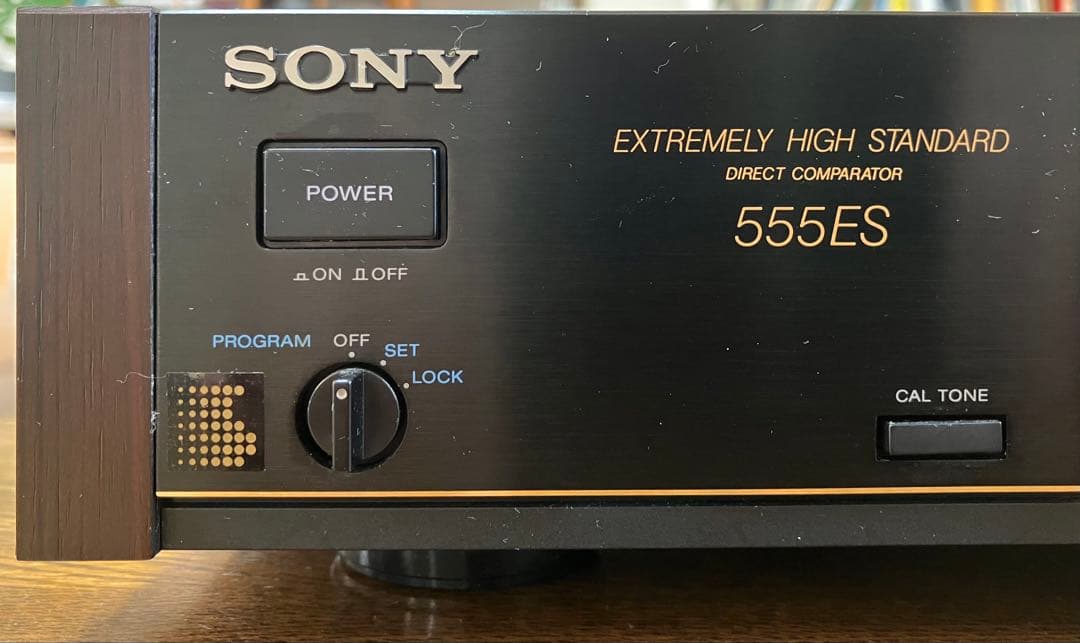 SONY
EXTREMELY HIGH STANDARD
DIRECT COMPARATOR
555ES
POWER
ON OFF
PROGRAM OFF
SET
LOCK
CAL TONE